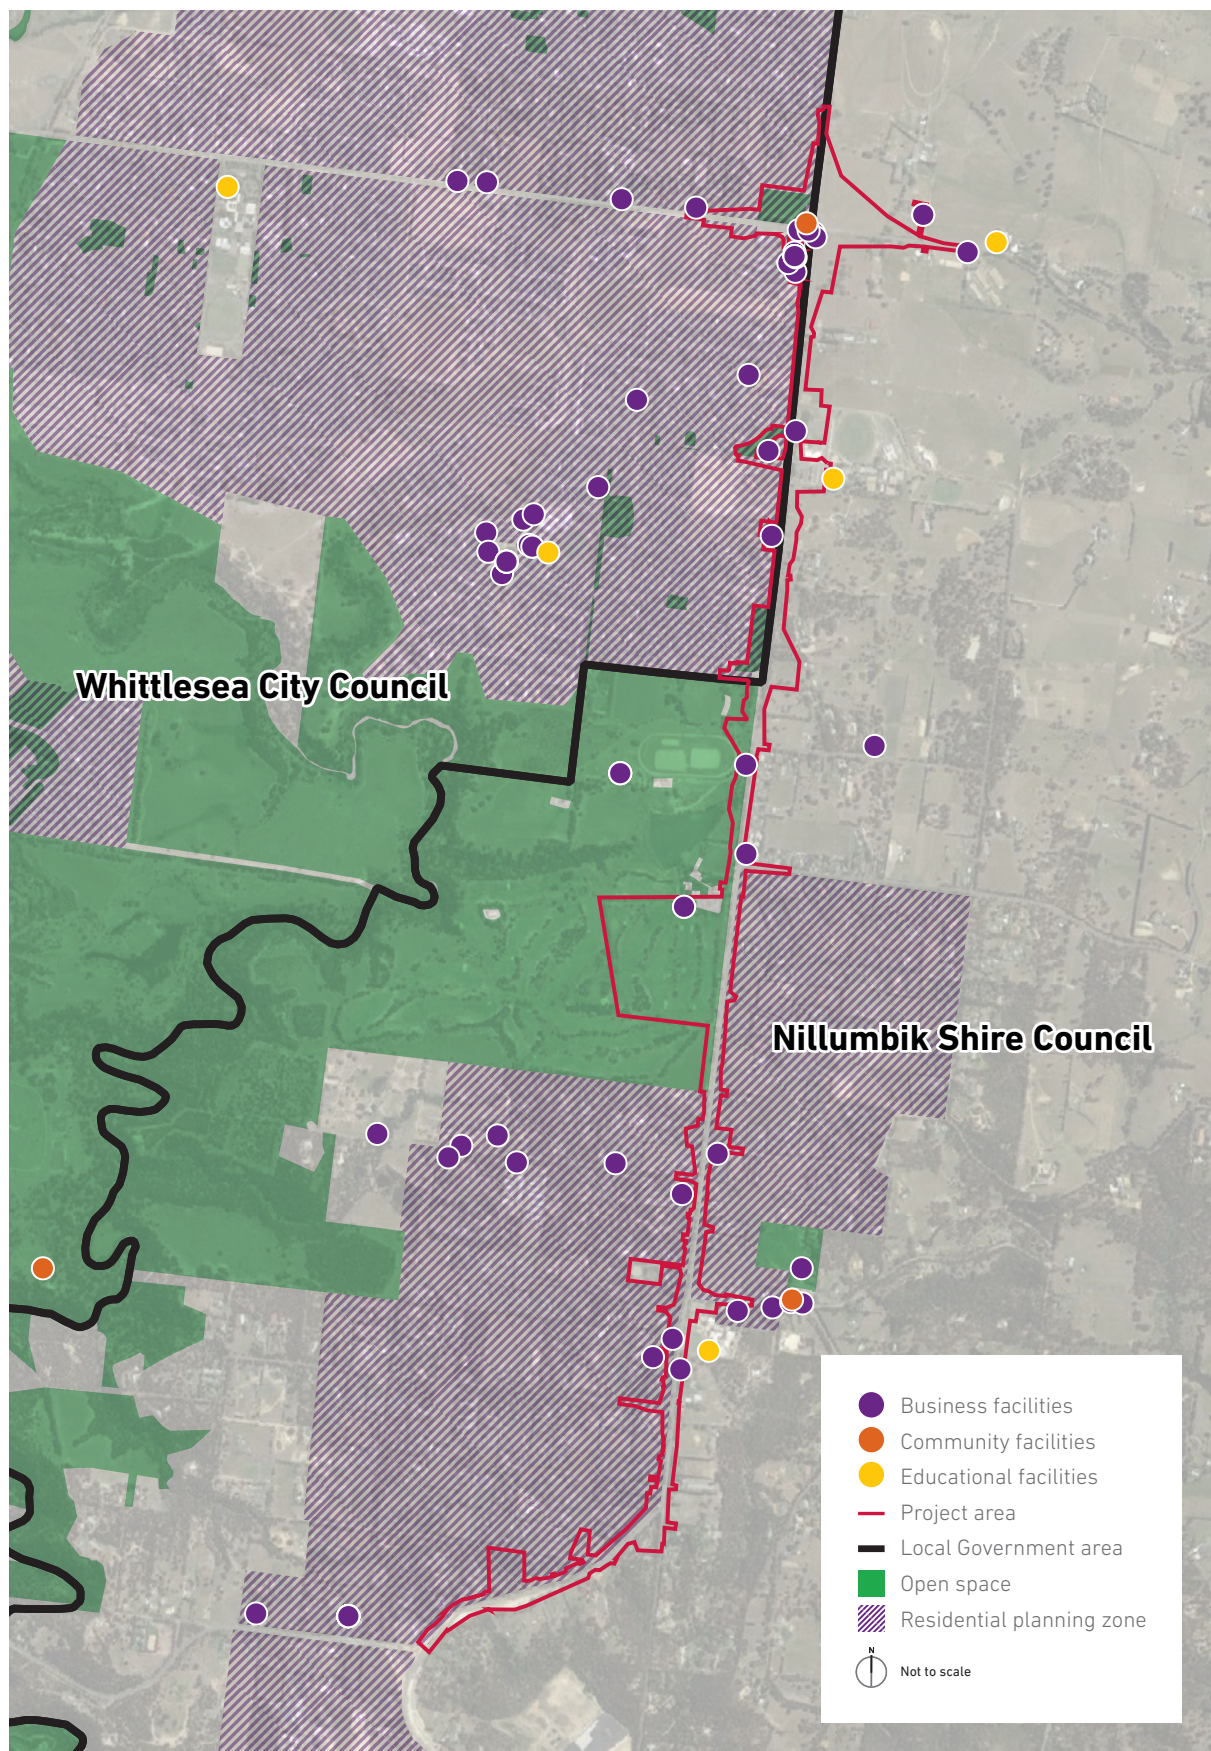 Whittlesea City Council
Nillumbik Shire Council
Business facilities
Community facilities
Educational facilities
Project area
Local Government area
Open space
Residential planning zone
N
Not to scale